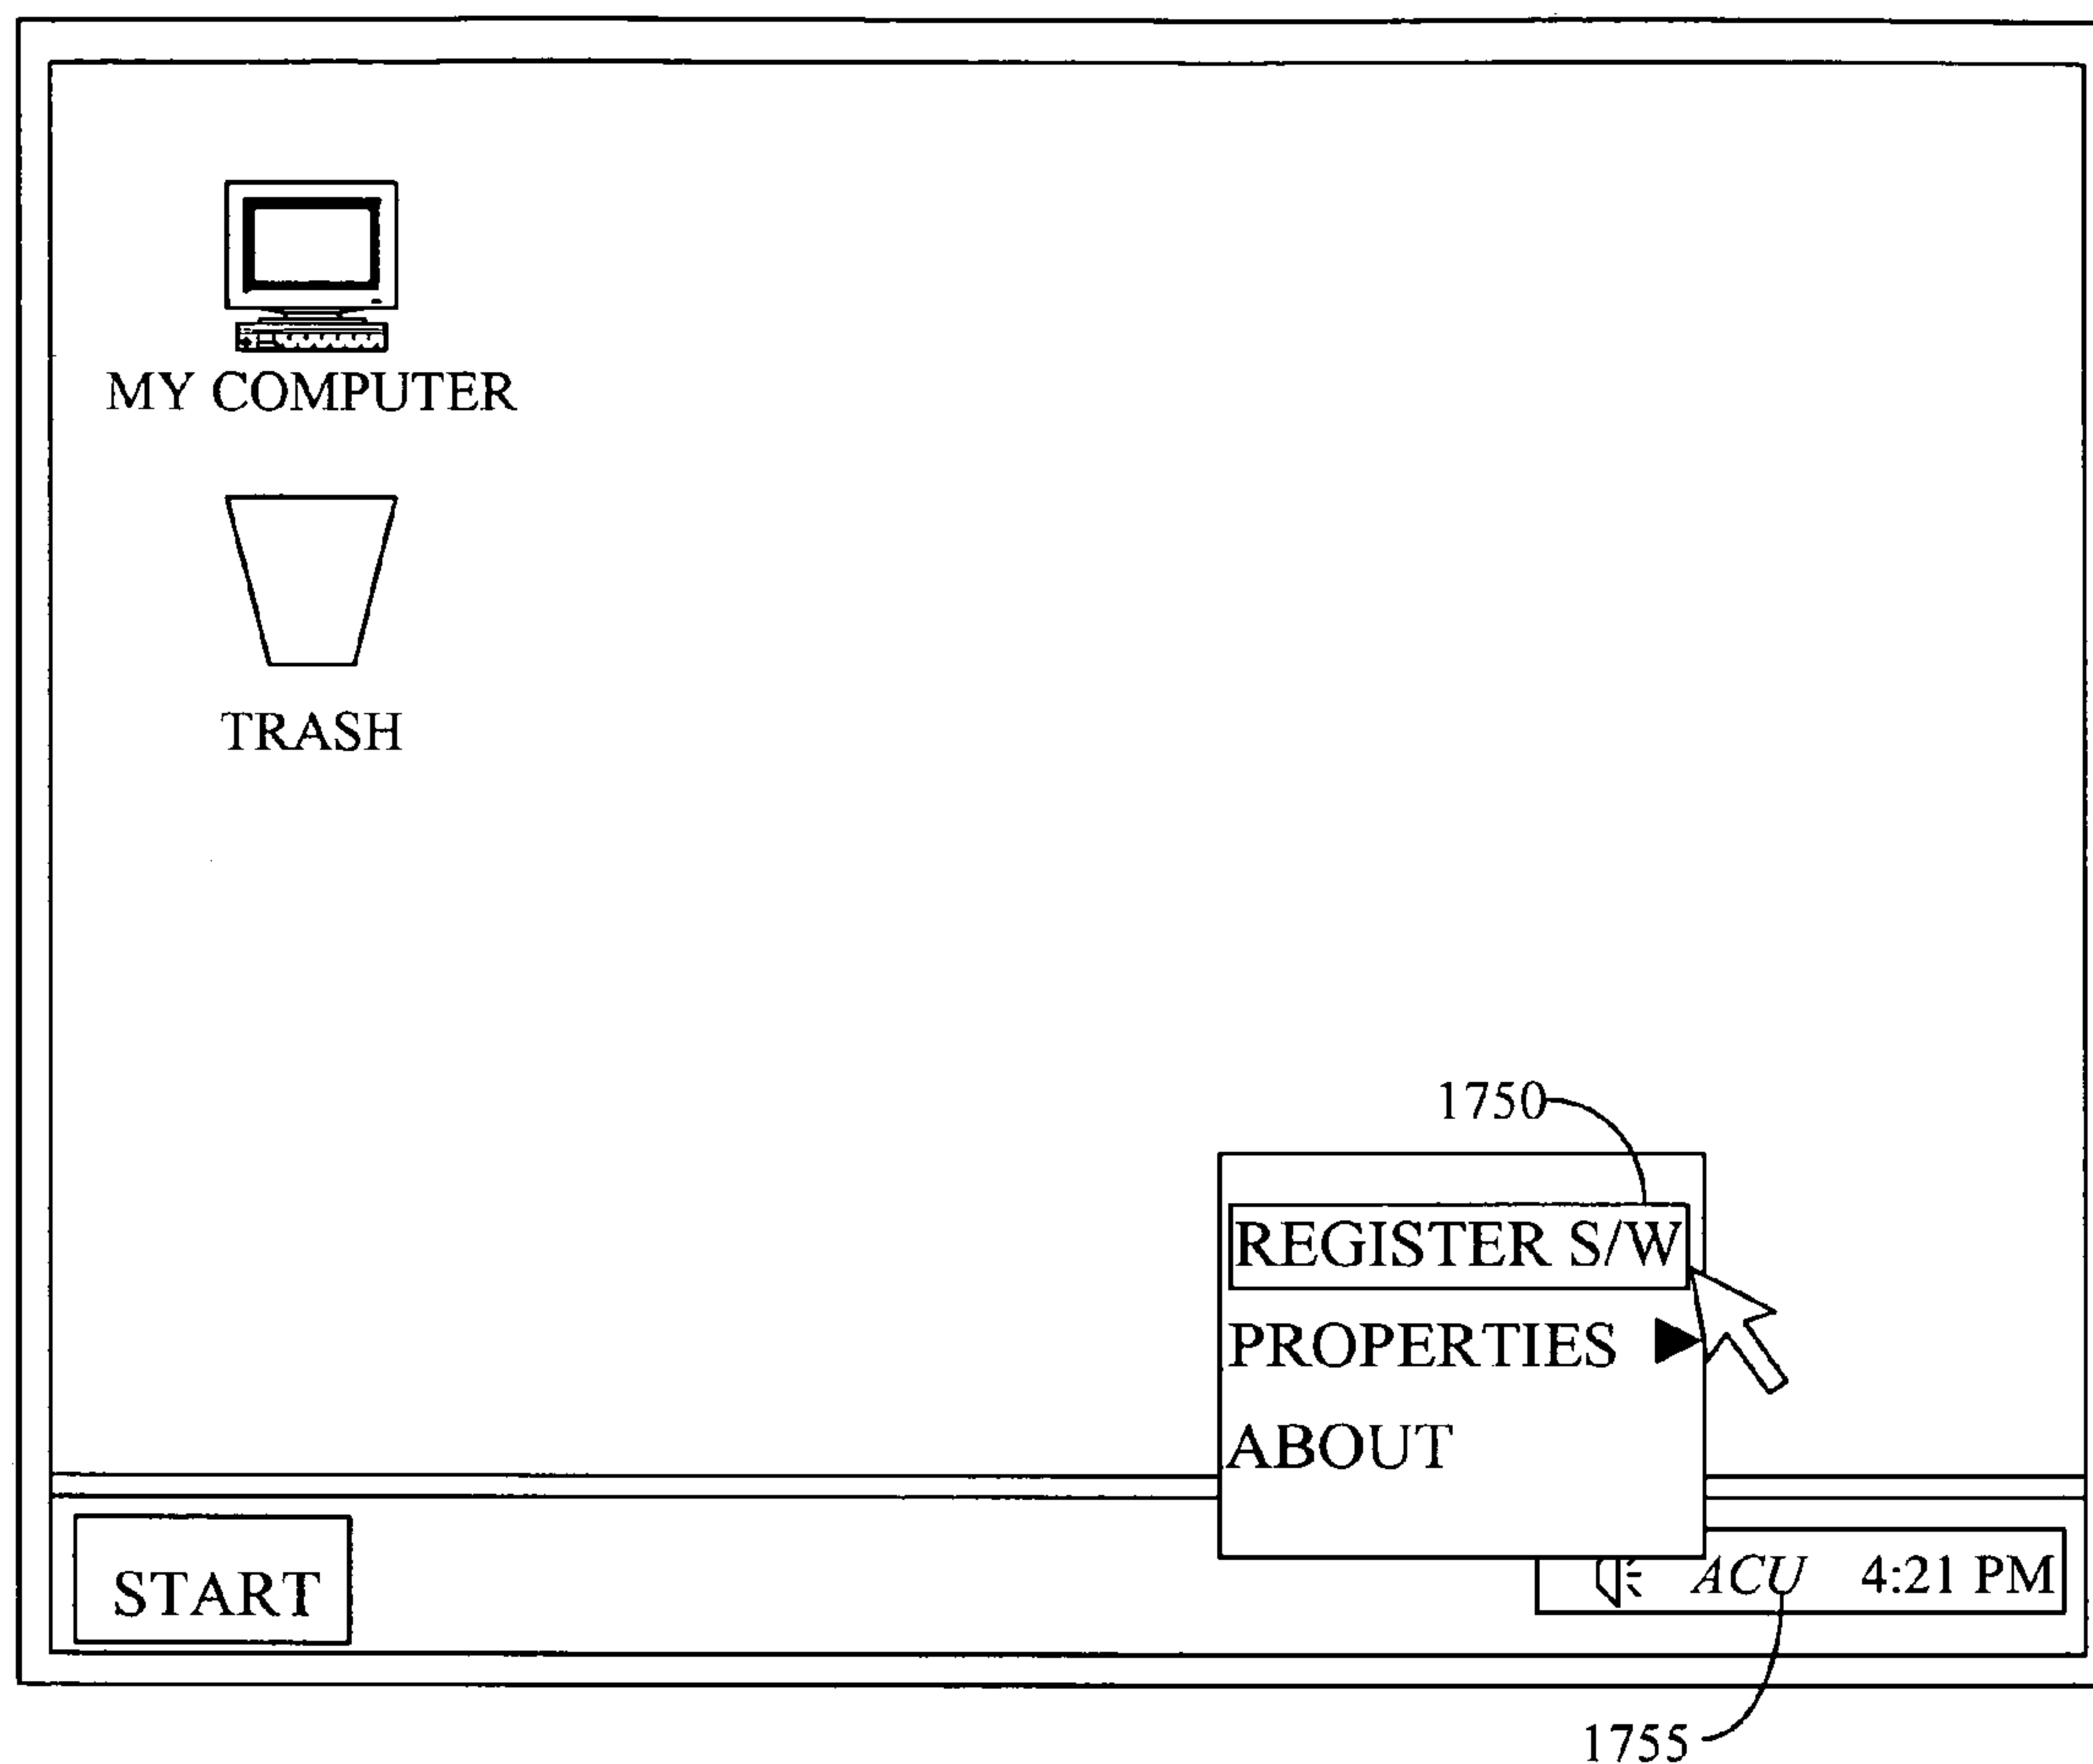 MY COMPUTER
TRASH
1750
REGISTER S/W
PROPERTIES
ABOUT
START
ACU 4:21 PM
1755